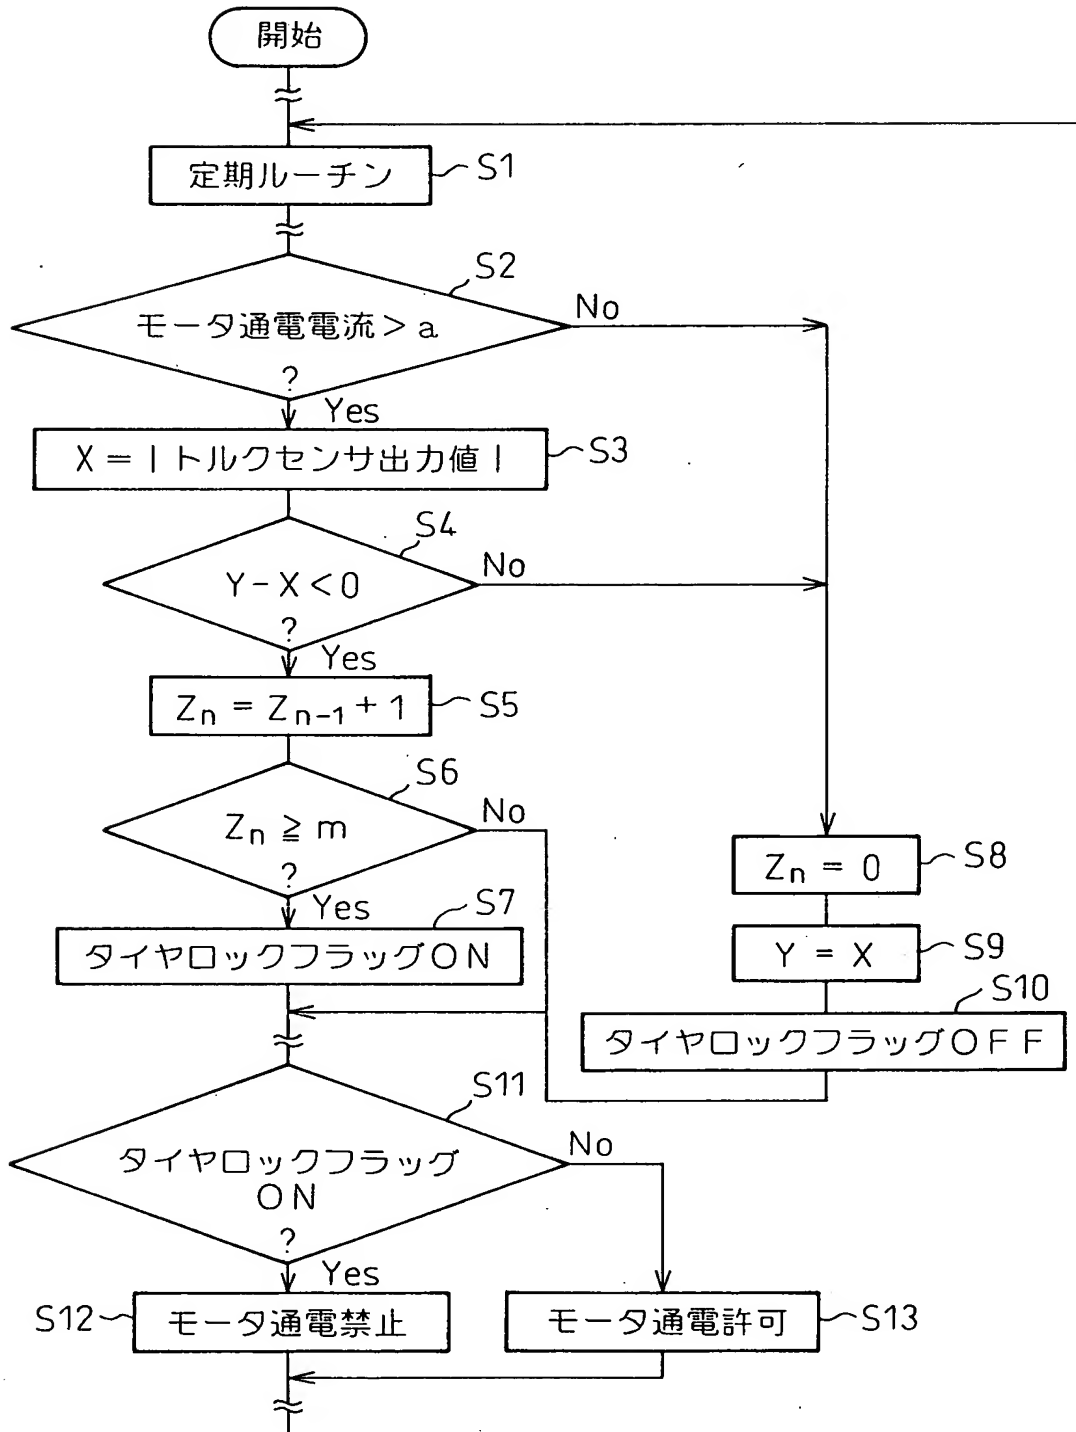 開始
定期ルーチン
S1
S2
モータ通電電流>a
?
No
Yes
X=|トルクセンサ出力値|
S3
S4
Y-X<0
?
No
Yes
Zn = Zn-1 + 1
S5
S6
Zn ≧ m
?
No
Yes
S7
タイヤロックフラッグON
Zn = 0
S8
Y = X
S9
S10
タイヤロックフラッグOFF
S11
タイヤロックフラッグ
ON
?
No
Yes
S12
モータ通電禁止
モータ通電許可
S13